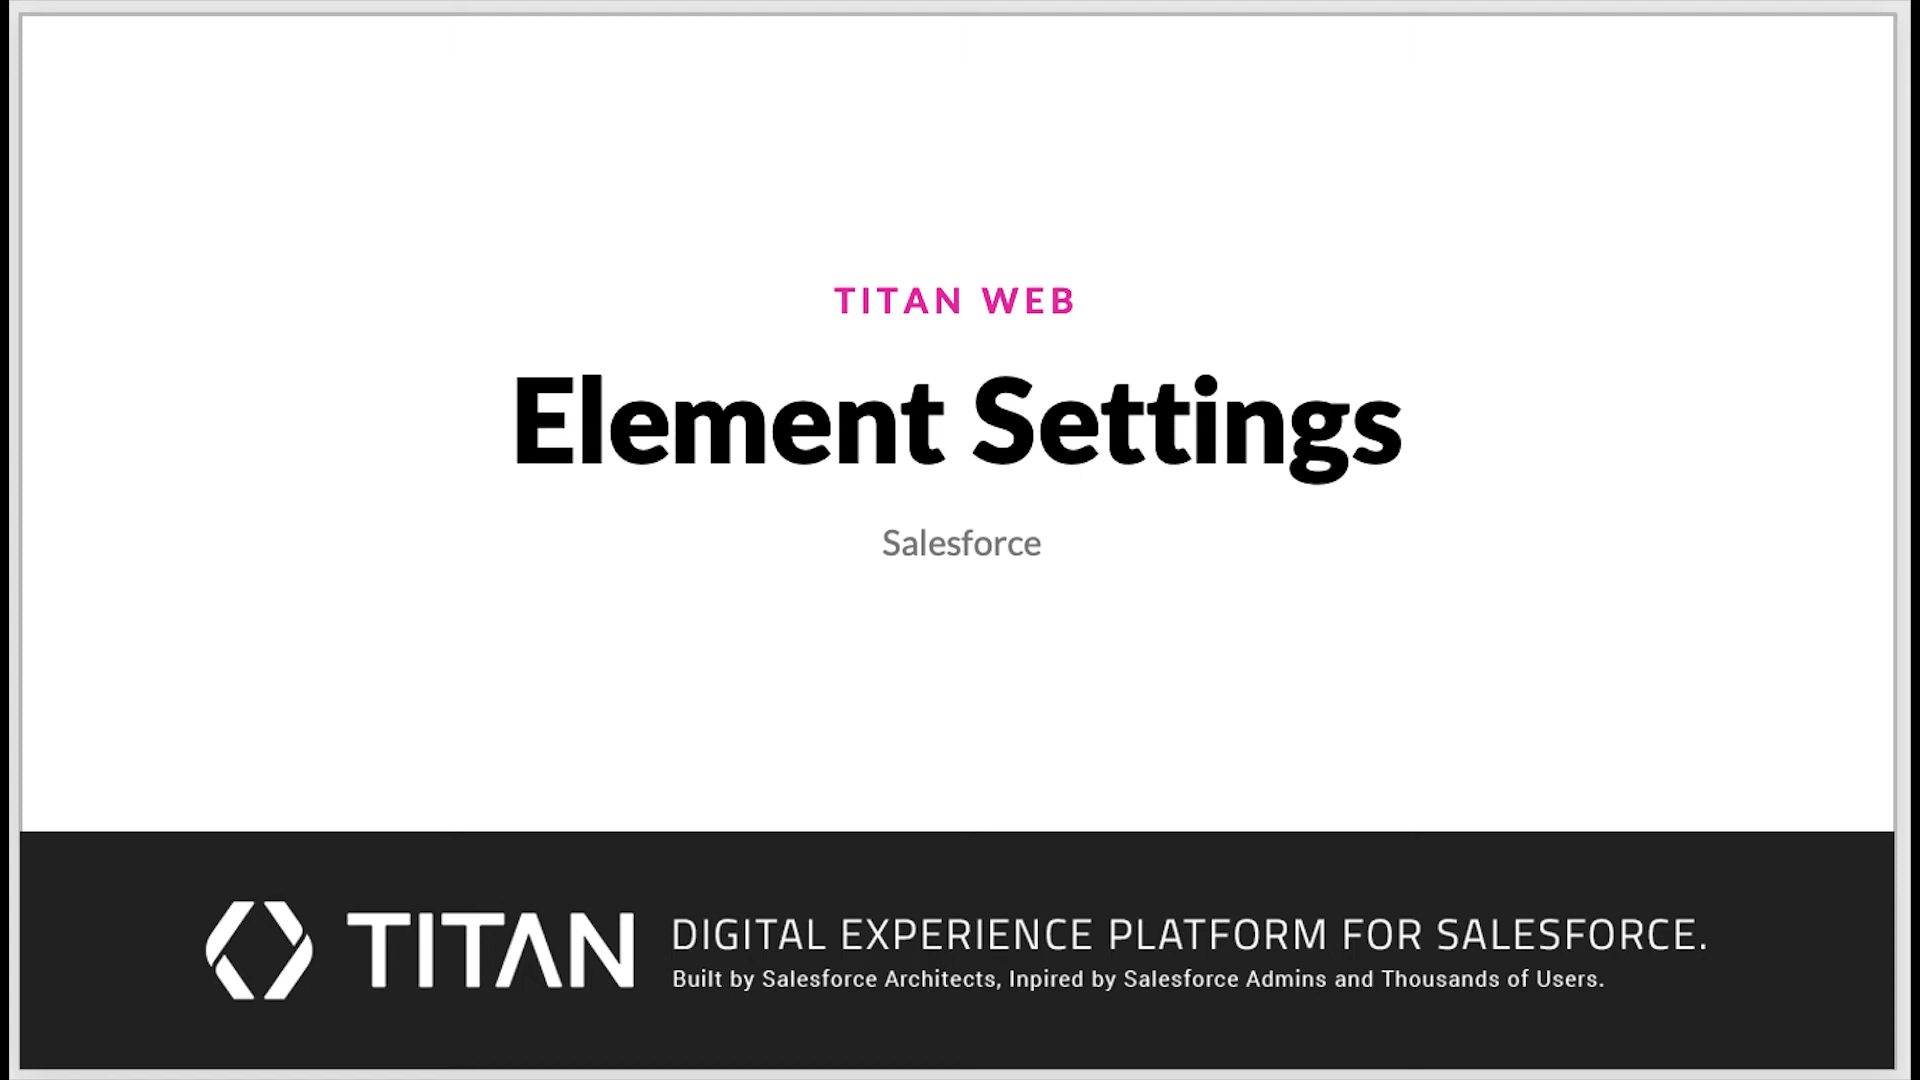 TITAN WEB
Element Settings
Salesforce
TITAN
DIGITAL EXPERIENCE PLATFORM FOR SALESFORCE.
Built by Salesforce Architects, Inpired by Salesforce Admins and Thousands of Users.